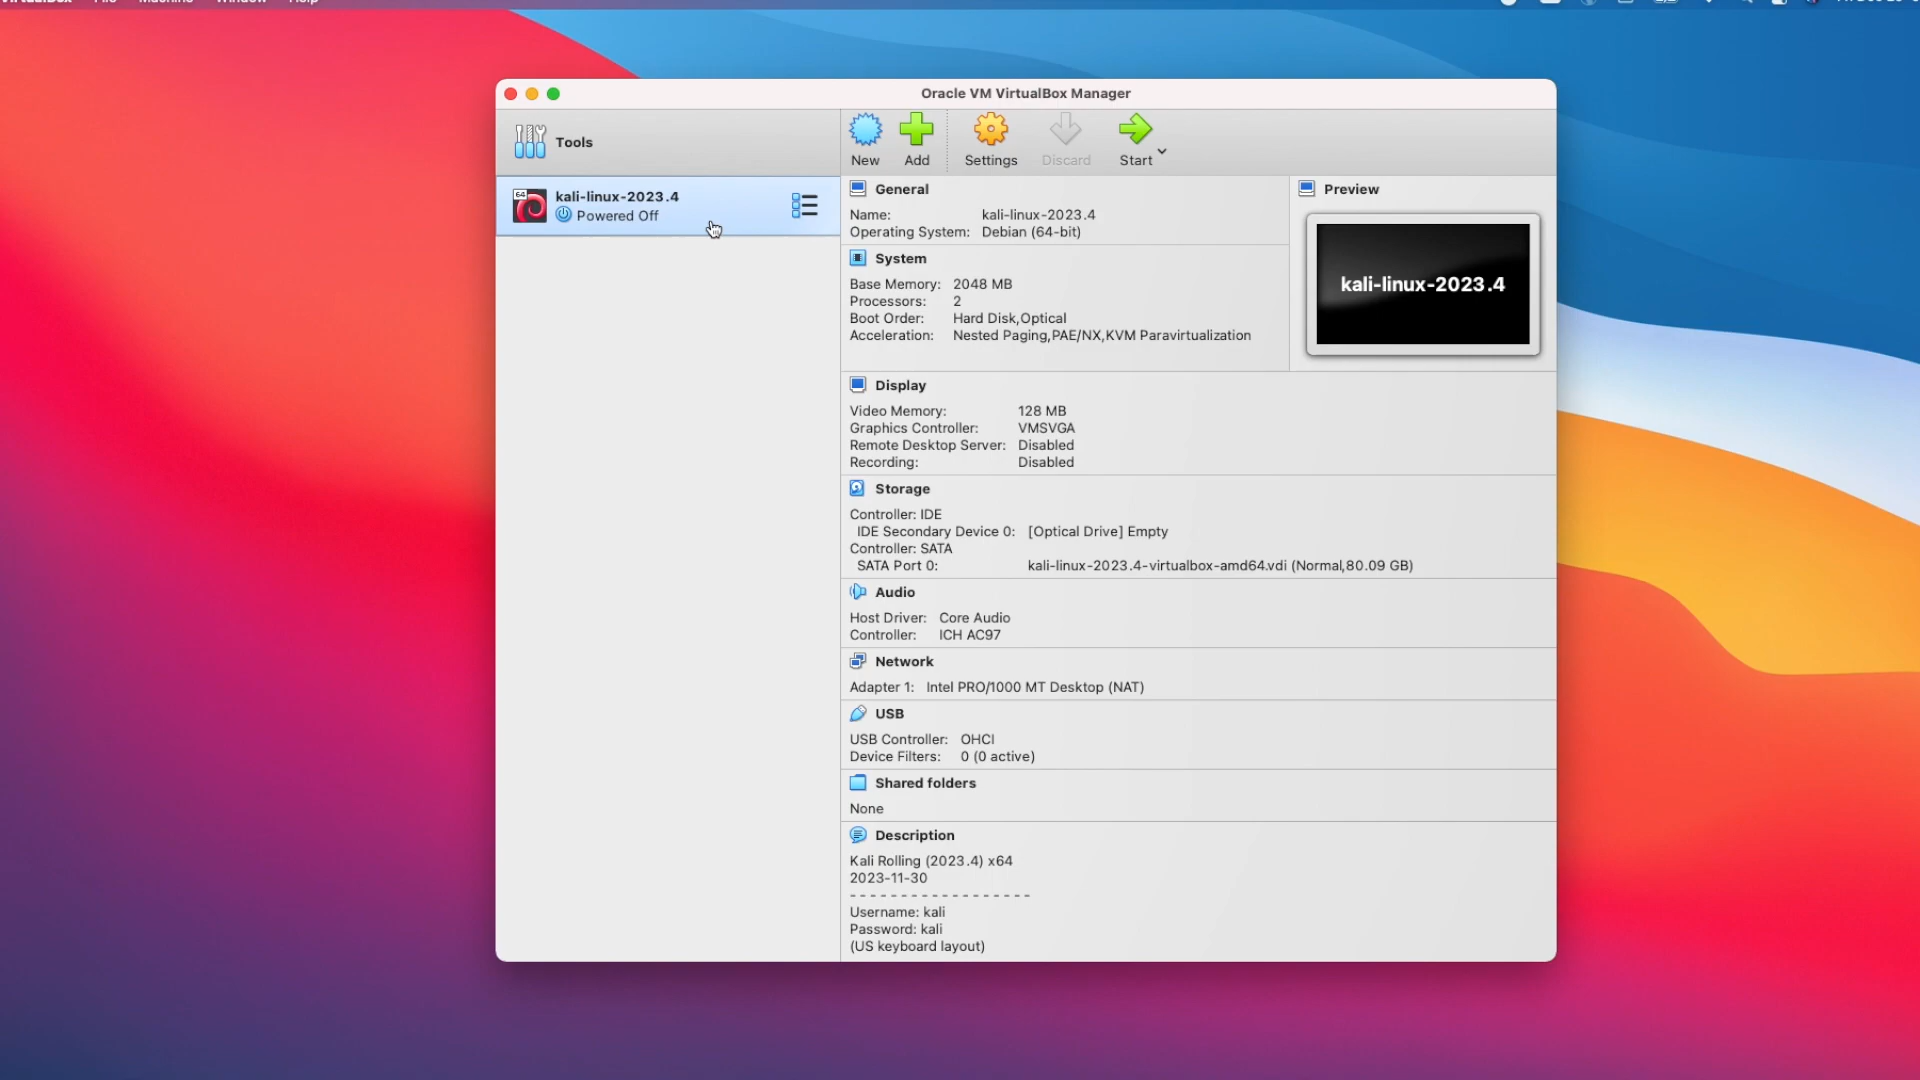 Oracle VM VirtualBox Manager
Tools
New Add Settings Discard Start
64
kali-linux-2023.4
Powered Off
General
Name: kali-linux-2023.4
Operating System: Debian (64-bit)
System
Base Memory: 2048 MB
Processors: 2
Boot Order: Hard Disk,Optical
Acceleration: Nested Paging,PAE/NX,KVM Paravirtualization
Preview
kali-linux-2023.4
Display
Video Memory: 128 MB
Graphics Controller: VMSVGA
Remote Desktop Server: Disabled
Recording: Disabled
Storage
Controller: IDE
IDE Secondary Device 0: [Optical Drive] Empty
Controller: SATA
SATA Port 0: kali-linux-2023.4-virtualbox-amd64.vdi (Normal,80.09 GB)
Audio
Host Driver: Core Audio
Controller: ICH AC97
Network
Adapter 1: Intel PRO/1000 MT Desktop (NAT)
USB
USB Controller: OHCI
Device Filters: 0 (0 active)
Shared folders
None
Description
Kali Rolling (2023.4) x64
2023-11-30
- - - - - - - - - - - - - - - - - -
Username: kali
Password: kali
(US keyboard layout)